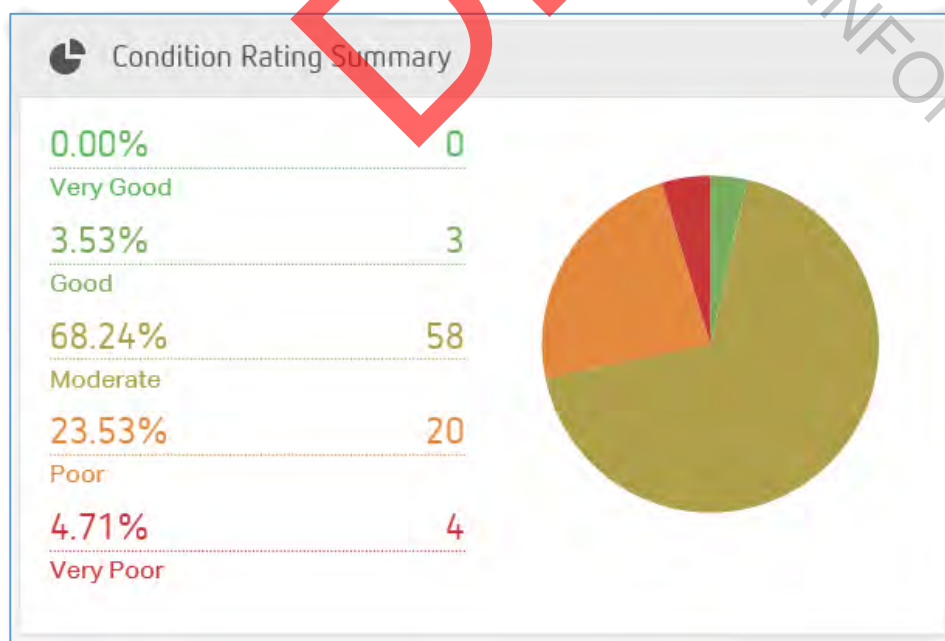 Condition Rating Summary
0.00% 0
Very Good
3.53% 3
Good
68.24% 58
Moderate
23.53% 20
Poor
4.71% 4
Very Poor